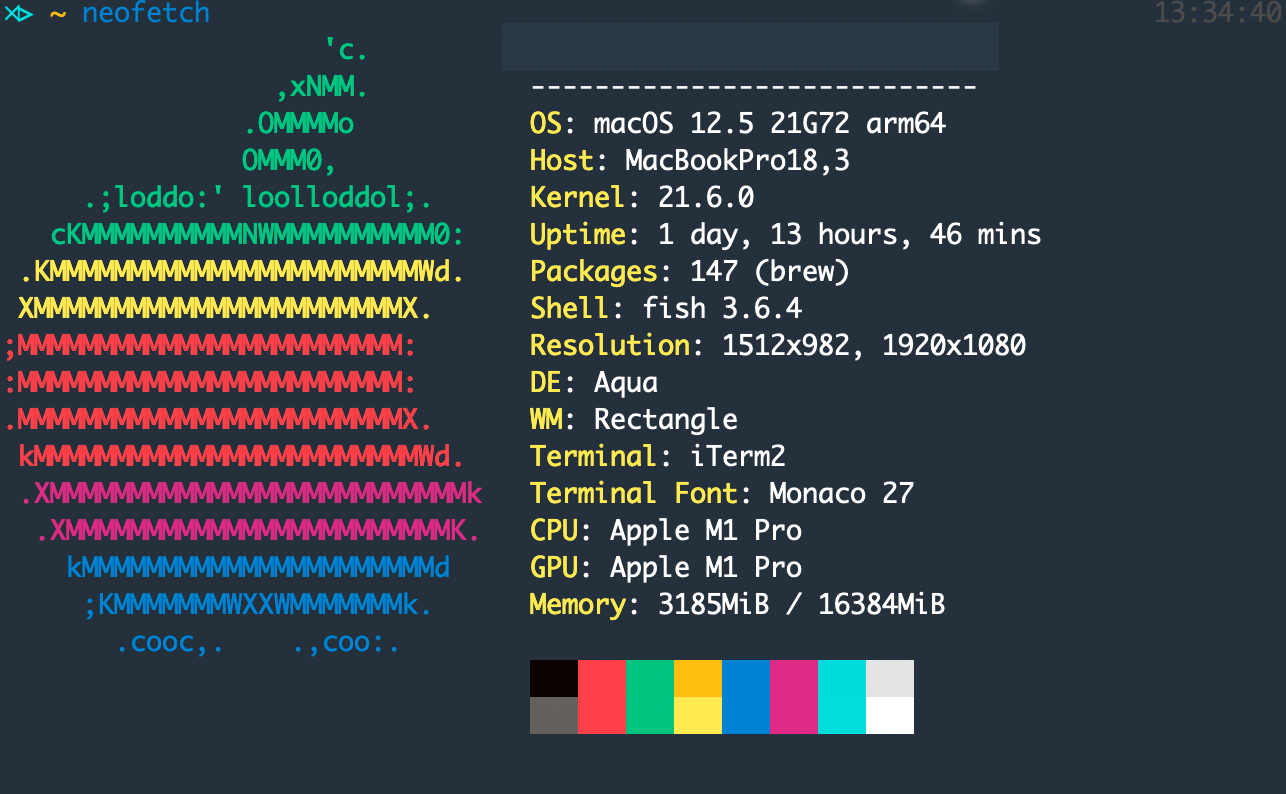 ~ neofetch 13:34:40
'c.
,xNMM. ----------------------------
.OMMMMo OS: macOS 12.5 21G72 arm64
OMMM0, Host: MacBookPro18,3
.;loddo:' loolloddol;. Kernel: 21.6.0
cKMMMMMMMMMMNWMMMMMMMMMM0: Uptime: 1 day, 13 hours, 46 mins
.KMMMMMMMMMMMMMMMMMMMMMMMWd. Packages: 147 (brew)
XMMMMMMMMMMMMMMMMMMMMMMMX. Shell: fish 3.6.4
;MMMMMMMMMMMMMMMMMMMMMMMM: Resolution: 1512x982, 1920x1080
:MMMMMMMMMMMMMMMMMMMMMMMM: DE: Aqua
.MMMMMMMMMMMMMMMMMMMMMMMMX. WM: Rectangle
kMMMMMMMMMMMMMMMMMMMMMMMMWd. Terminal: iTerm2
.XMMMMMMMMMMMMMMMMMMMMMMMMMMk Terminal Font: Monaco 27
.XMMMMMMMMMMMMMMMMMMMMMMMMK. CPU: Apple M1 Pro
kMMMMMMMMMMMMMMMMMMMMMMd GPU: Apple M1 Pro
;KMMMMMMMWXXWMMMMMMMk. Memory: 3185MiB / 16384MiB
.cooc,. .,coo:.